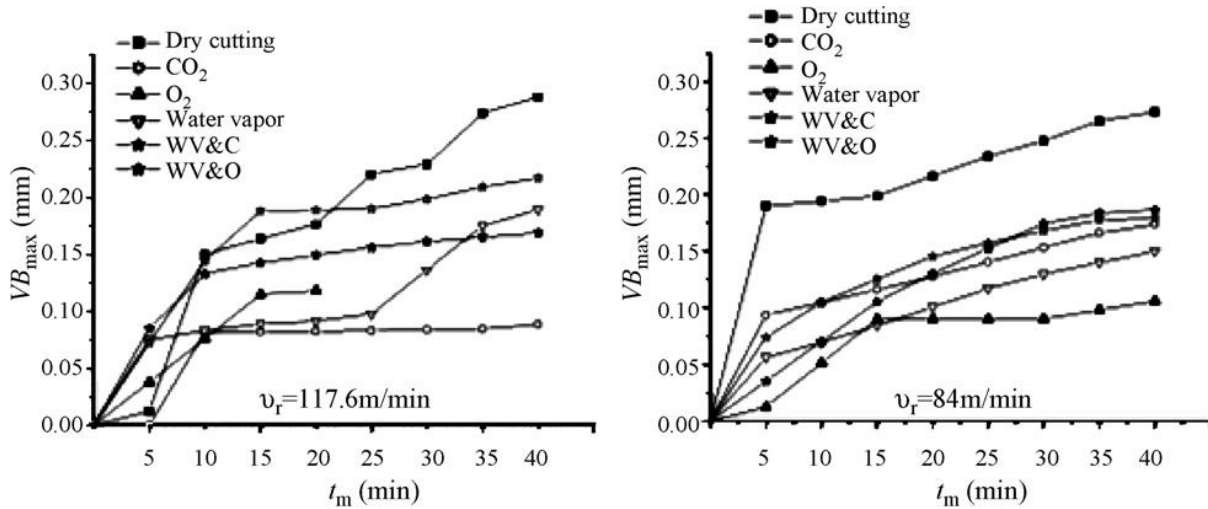 Dry cutting
CO2
O2
Water vapor
WV&C
WV&O
0.30
0.25
0.20
0.15
0.10
0.05
0.00
VBmax (mm)
υr=117.6m/min
5 10 15 20 25 30 35 40
tm (min)
Dry cutting
CO2
O2
Water vapor
WV&C
WV&O
0.30
0.25
0.20
0.15
0.10
0.05
0.00
VBmax (mm)
υr=84m/min
5 10 15 20 25 30 35 40
tm (min)